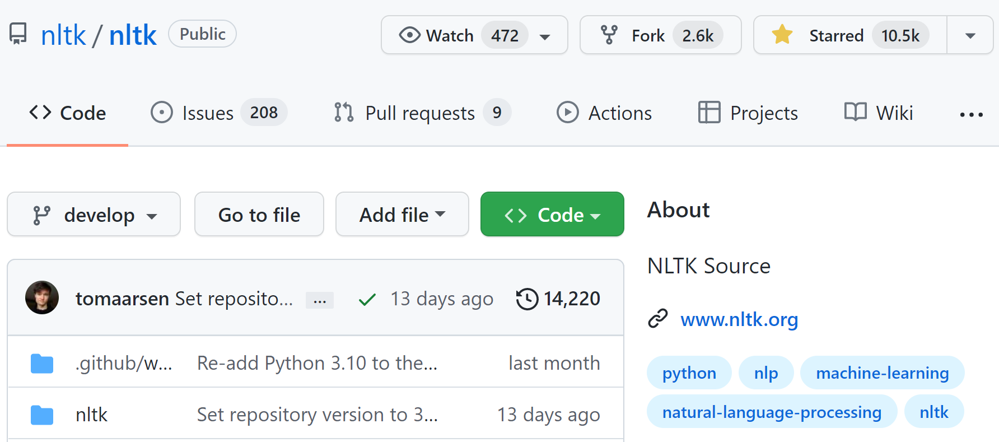 nltk / nltk Public Watch 472 Fork 2.6k Starred 10.5k
Code Issues 208 Pull requests 9 Actions Projects Wiki ...
develop Go to file Add file Code
About
NLTK Source
www.nltk.org
python nlp machine-learning
natural-language-processing nltk
tomaarsen Set reposito... ... 13 days ago 14,220
.github/w... Re-add Python 3.10 to the... last month
nltk Set repository version to 3... 13 days ago